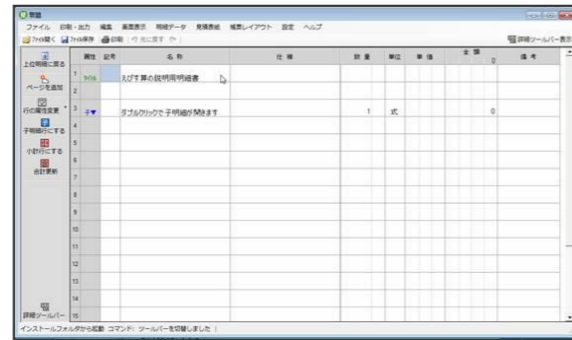 無題
ファイル 印刷・出力 編集 画面表示 明細データ 見積表紙 帳票レイアウト 設定 ヘルプ
ファイル開く ファイル保存 印刷 元に戻す 詳細ツールバー表示
属性 記号 名 称 仕 様 数 量 単位 単 価 金 額 備 考
0
上位明細に戻る
ページを追加
行の属性変更
子明細行にする
小計行にする
合計更新
詳細ツールバー
1 タイトル えびす算の説明用明細書
2
3 子▼ ダブルクリックで子明細が開きます 1 式 0
4
5
6
7
8
9
10
11
12
13
14
15
インストールフォルダから起動 コマンド: ツールバーを切替しました